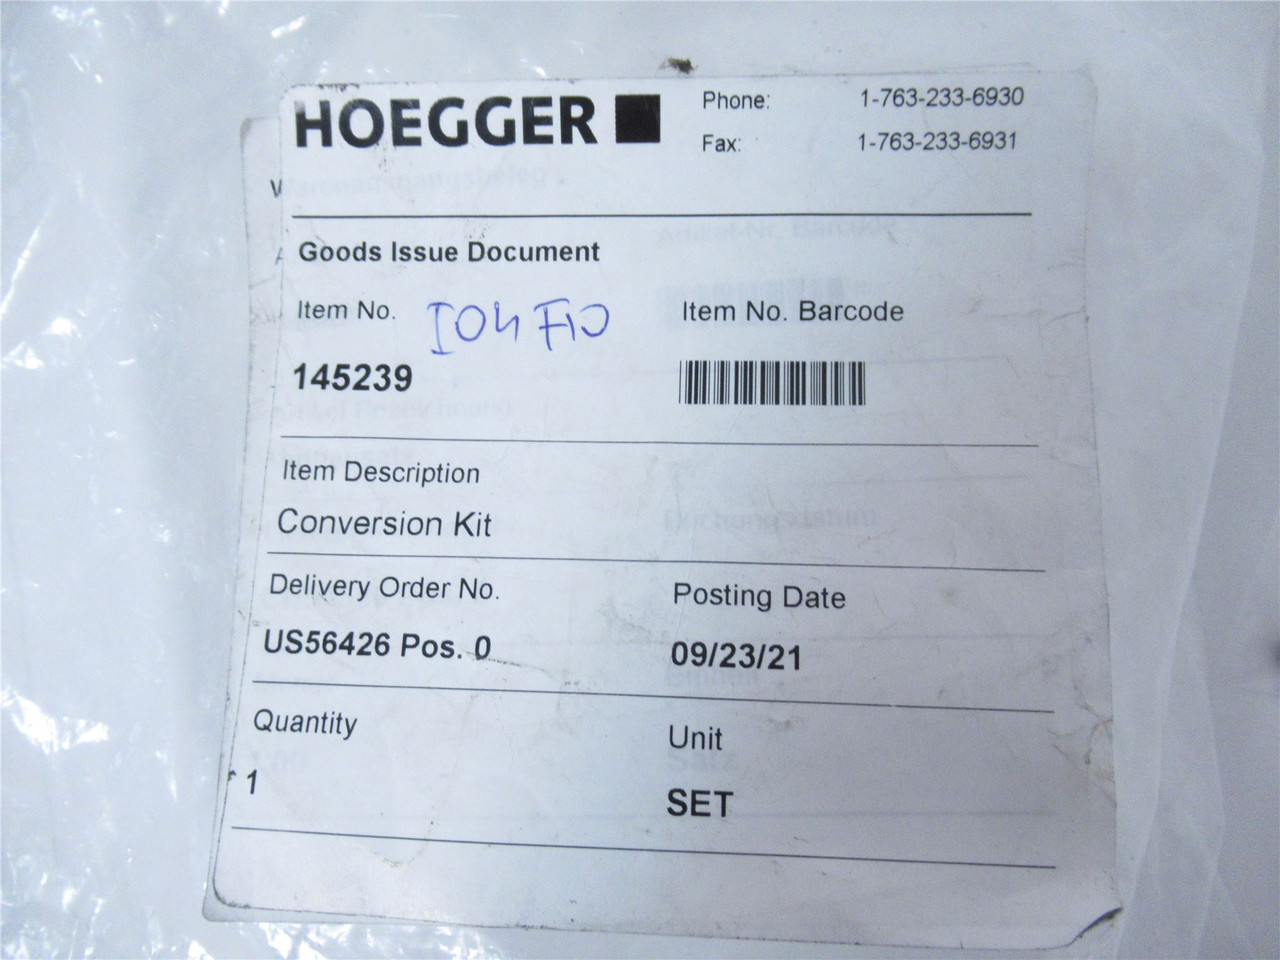 HOEGGER
Phone: 1-763-233-6930
Fax: 1-763-233-6931
Goods Issue Document
Item No.
Item No. Barcode
145239
Item Description
Conversion Kit
Delivery Order No.
Posting Date
US56426 Pos. 0
09/23/21
Quantity
Unit
1
SET